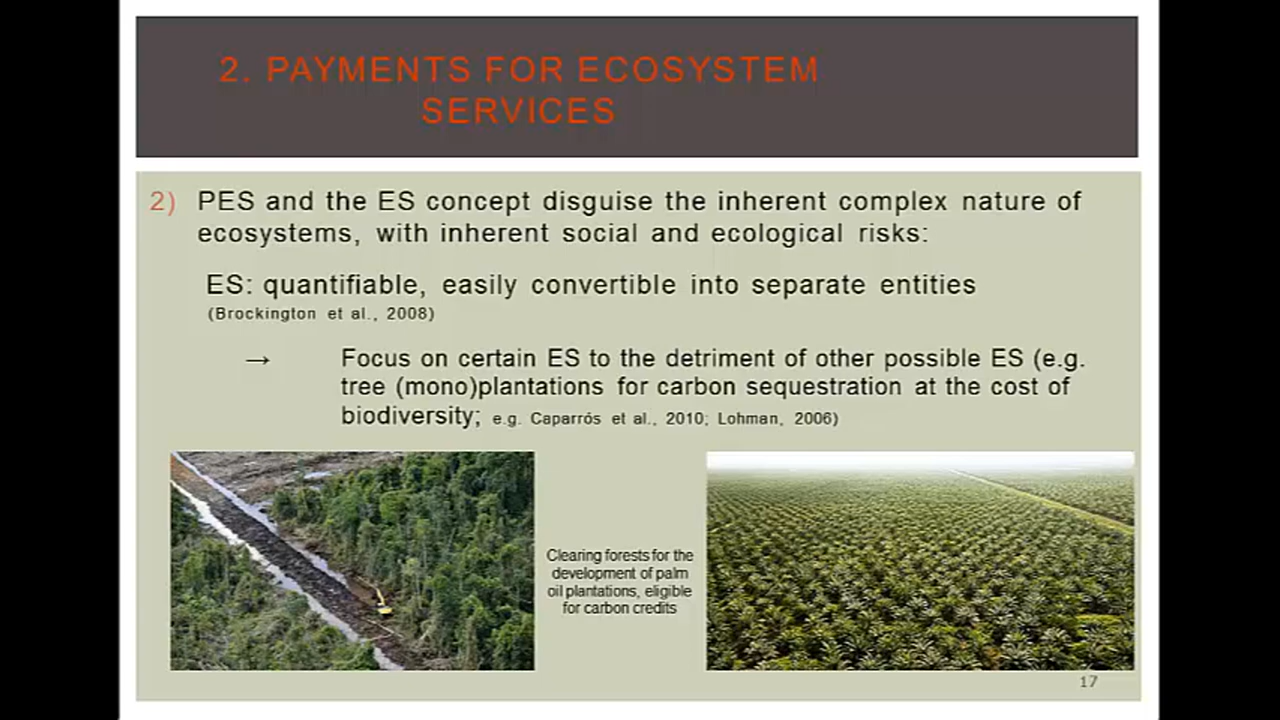 2. PAYMENTS FOR ECOSYSTEM
SERVICES
2) PES and the ES concept disguise the inherent complex nature of
ecosystems, with inherent social and ecological risks:
ES: quantifiable, easily convertible into separate entities
(Brockington et al., 2008)
→ Focus on certain ES to the detriment of other possible ES (e.g.
tree (mono)plantations for carbon sequestration at the cost of
biodiversity; e.g. Caparrós et al., 2010; Lohman, 2006)
Clearing forests for the
development of palm
oil plantations, eligible
for carbon credits
17